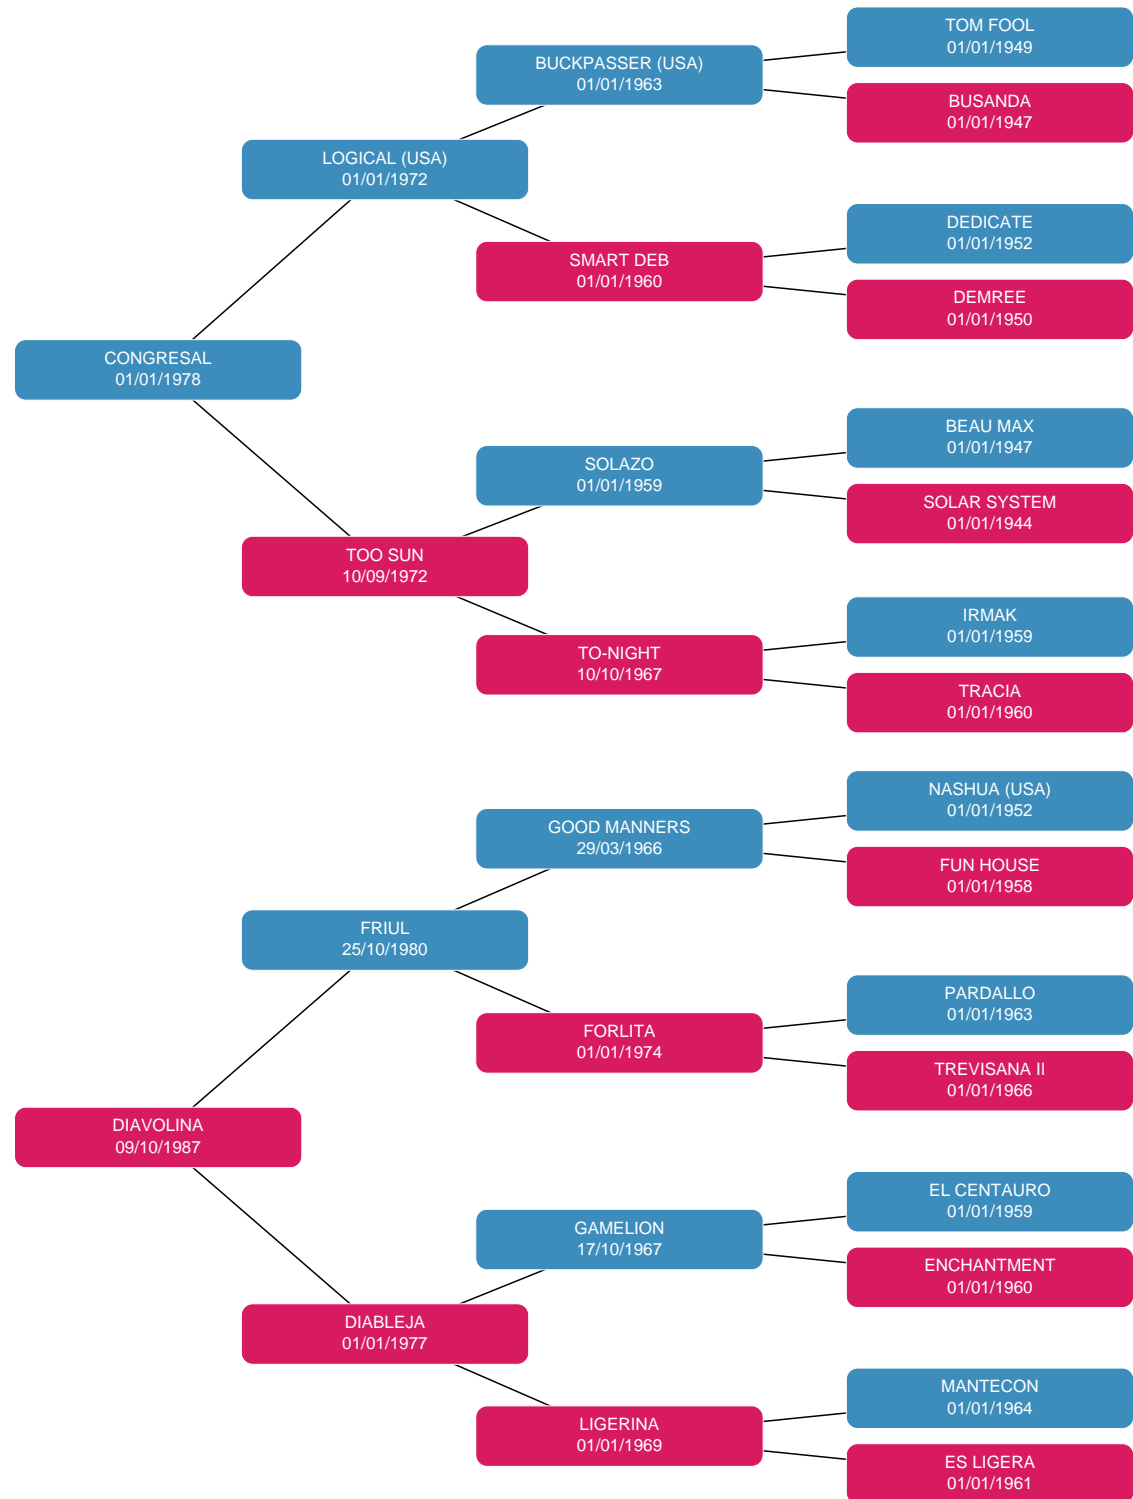 TOM FOOL
01/01/1949
BUCKPASSER (USA)
01/01/1963
BUSANDA
01/01/1947
LOGICAL (USA)
01/01/1972
DEDICATE
01/01/1952
SMART DEB
01/01/1960
DEMREE
01/01/1950
CONGRESAL
01/01/1978
BEAU MAX
01/01/1947
SOLAZO
01/01/1959
SOLAR SYSTEM
01/01/1944
TOO SUN
10/09/1972
IRMAK
01/01/1959
TO-NIGHT
10/10/1967
TRACIA
01/01/1960
NASHUA (USA)
01/01/1952
GOOD MANNERS
29/03/1966
FUN HOUSE
01/01/1958
FRIUL
25/10/1980
PARDALLO
01/01/1963
FORLITA
01/01/1974
TREVISANA II
01/01/1966
DIAVOLINA
09/10/1987
EL CENTAURO
01/01/1959
GAMELION
17/10/1967
ENCHANTMENT
01/01/1960
DIABLEJA
01/01/1977
MANTECON
01/01/1964
LIGERINA
01/01/1969
ES LIGERA
01/01/1961